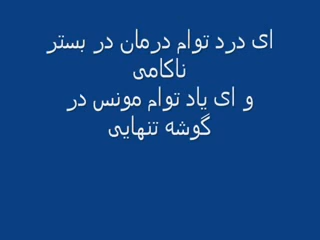 ای درد توام درمان در بستر
ناکامی
و ای یاد توام مونس در
گوشه تنهایی